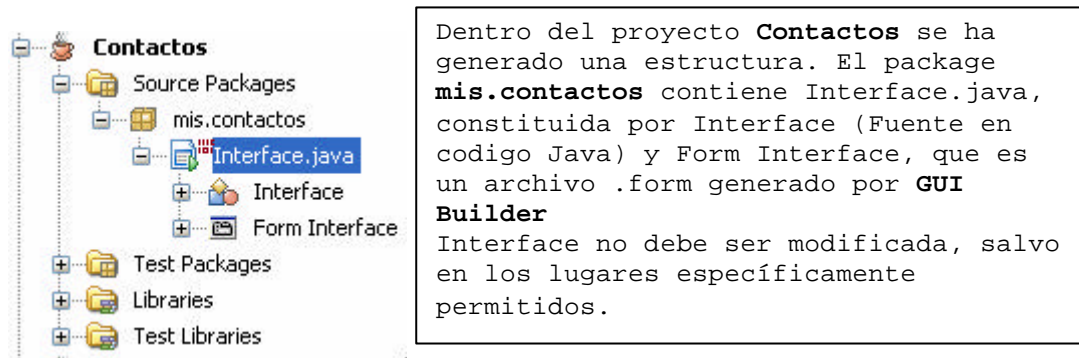 Contactos
Source Packages
mis.contactos
Interface.java
Interface
Form Interface
Test Packages
Libraries
Test Libraries
Dentro del proyecto Contactos se ha
generado una estructura. El package
mis.contactos contiene Interface.java,
constituida por Interface (Fuente en
codigo Java) y Form Interface, que es
un archivo .form generado por GUI
Builder
Interface no debe ser modificada, salvo
en los lugares específicamente
permitidos.